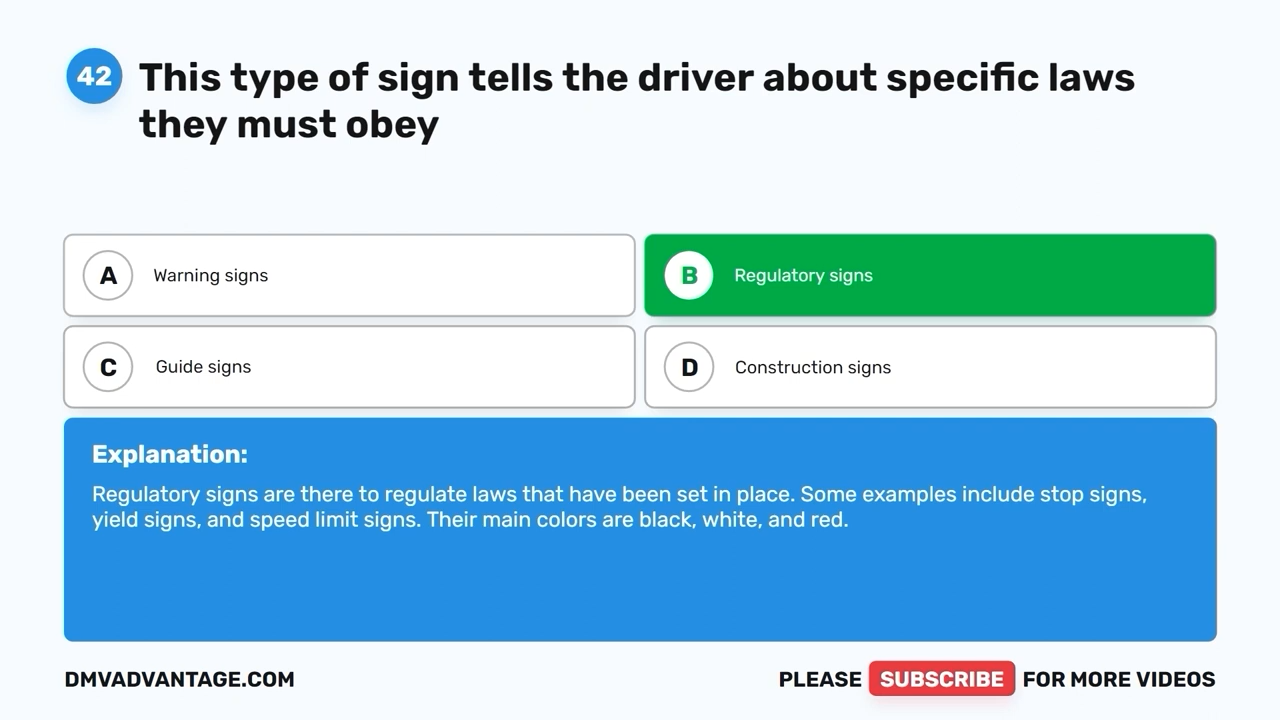 42
This type of sign tells the driver about specific laws
they must obey
A Warning signs
B Regulatory signs
C Guide signs
D Construction signs
Explanation:
Regulatory signs are there to regulate laws that have been set in place. Some examples include stop signs,
yield signs, and speed limit signs. Their main colors are black, white, and red.
DMVADVANTAGE.COM
PLEASE SUBSCRIBE FOR MORE VIDEOS